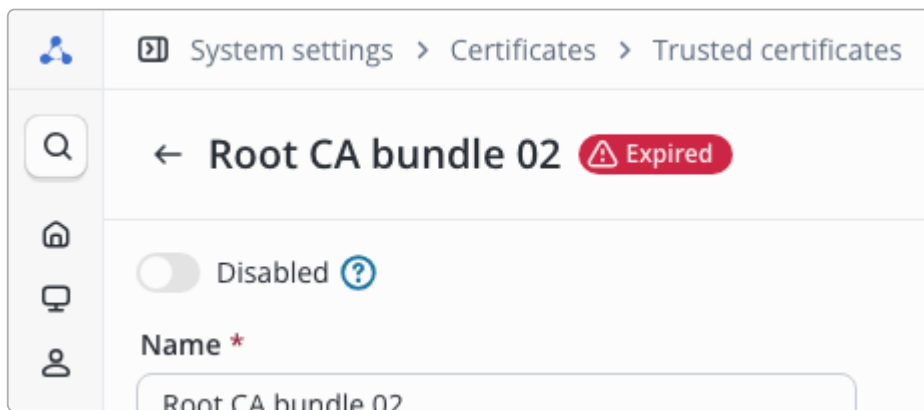 System settings > Certificates > Trusted certificates
← Root CA bundle 02 Expired
Disabled ?
Name *
Root CA bundle 02